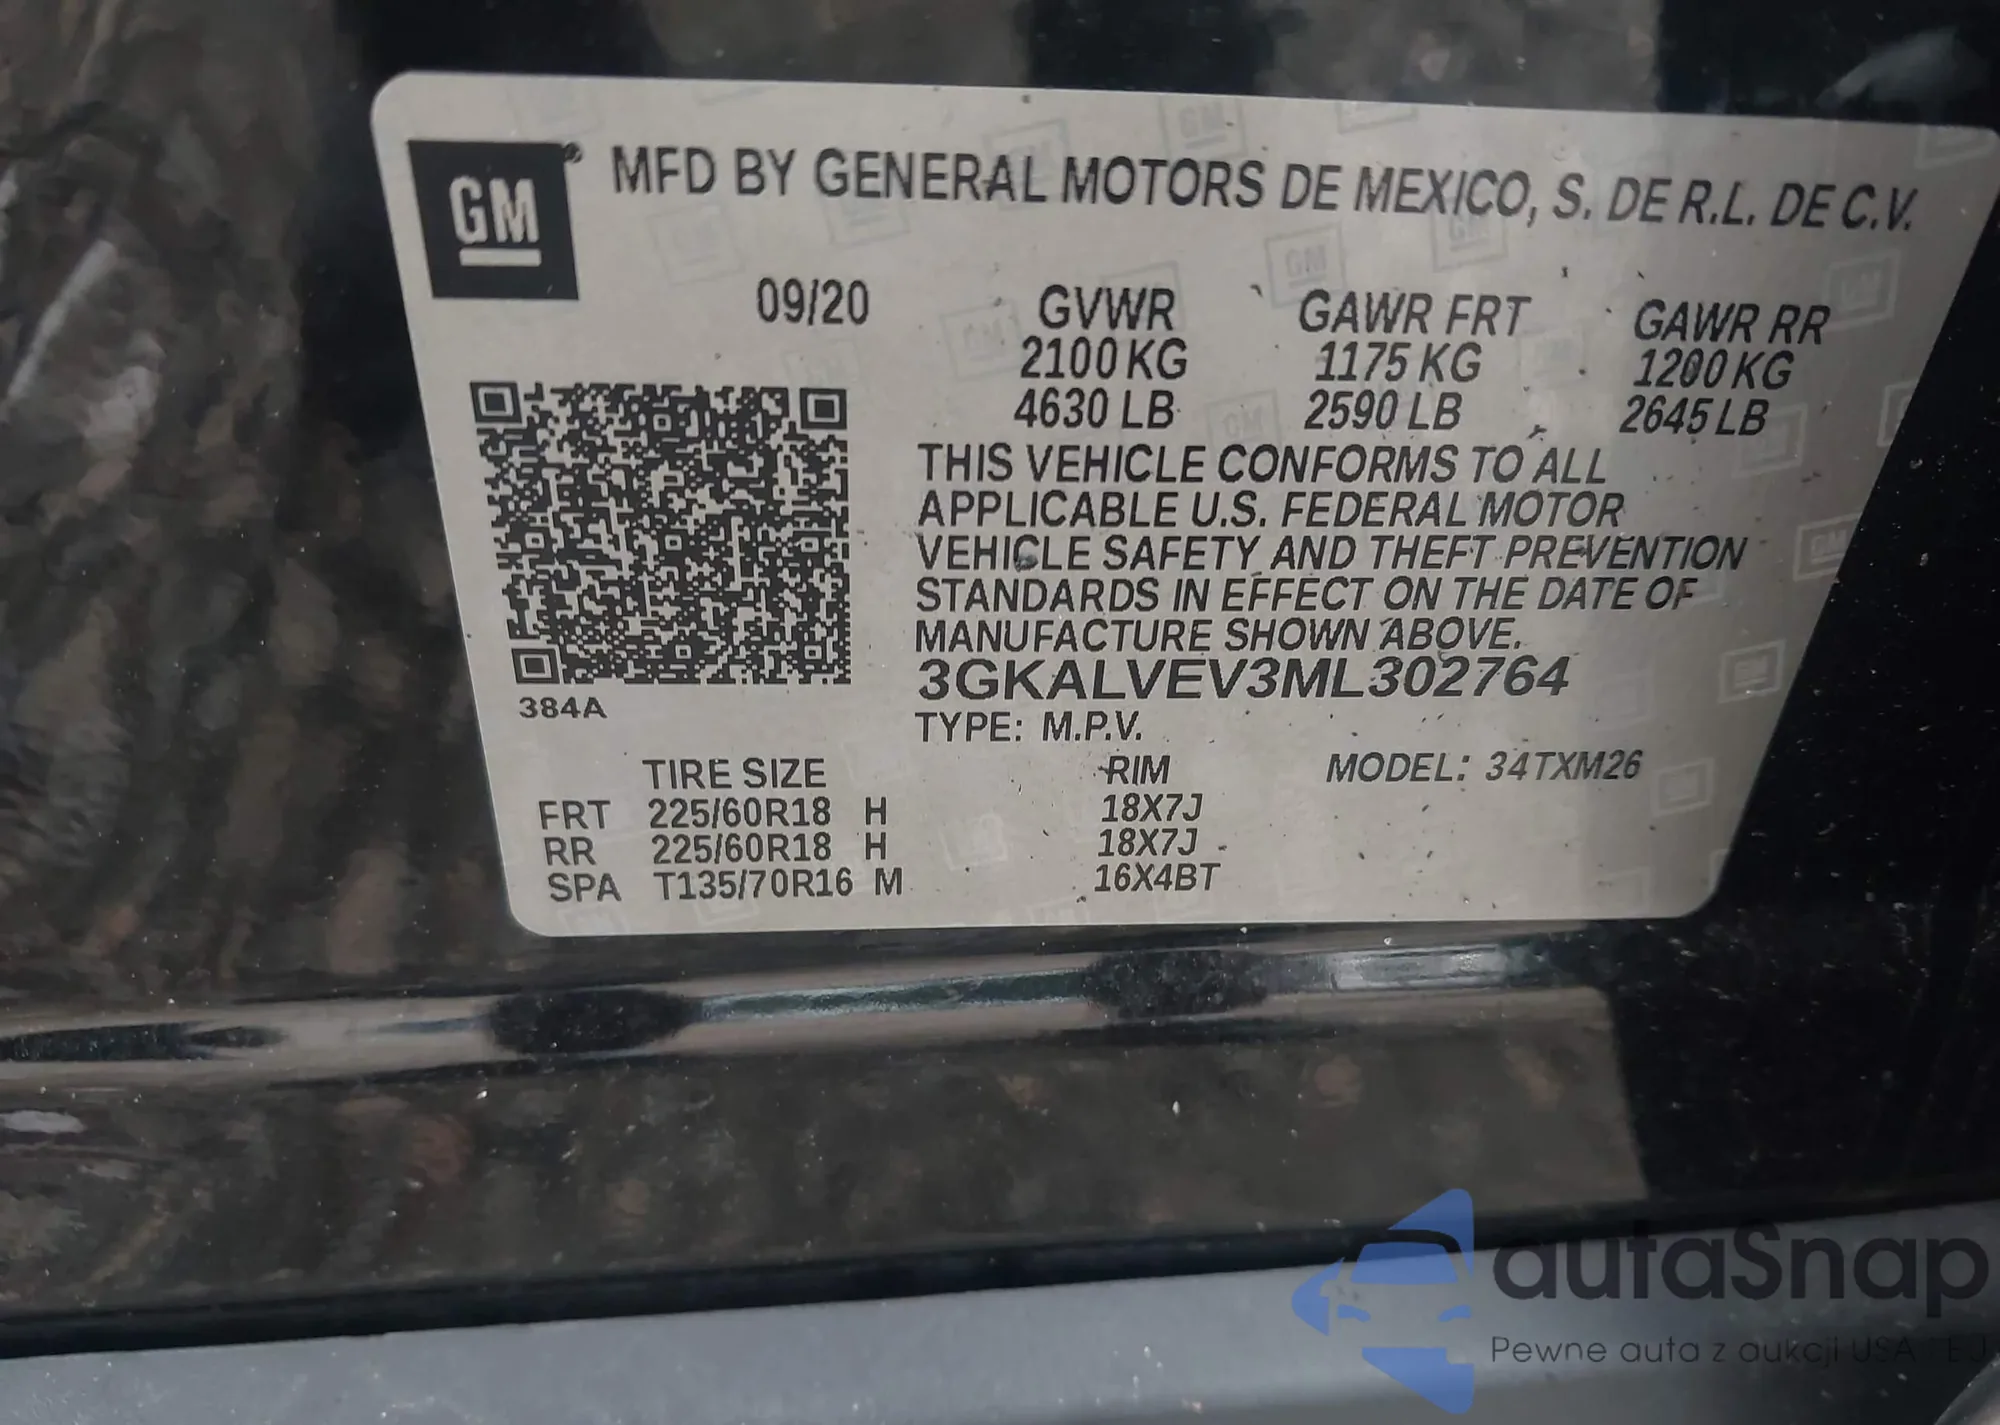 GM
MFD BY GENERAL MOTORS DE MEXICO, S. DE R.L. DE C.V.
09/20 GVWR GAWR FRT GAWR RR
2100 KG 1175 KG 1200 KG
4630 LB 2590 LB 2645 LB
THIS VEHICLE CONFORMS TO ALL
APPLICABLE U.S. FEDERAL MOTOR
VEHICLE SAFETY AND THEFT PREVENTION
STANDARDS IN EFFECT ON THE DATE OF
MANUFACTURE SHOWN ABOVE.
3GKALVEV3ML302764
384A
TYPE: M.P.V.
TIRE SIZE RIM MODEL: 34TXM26
FRT 225/60R18 H 18X7J
RR 225/60R18 H 18X7J
SPA T135/70R16 M 16X4BT
autaSnap
Pewne auta z aukcji USA i EU